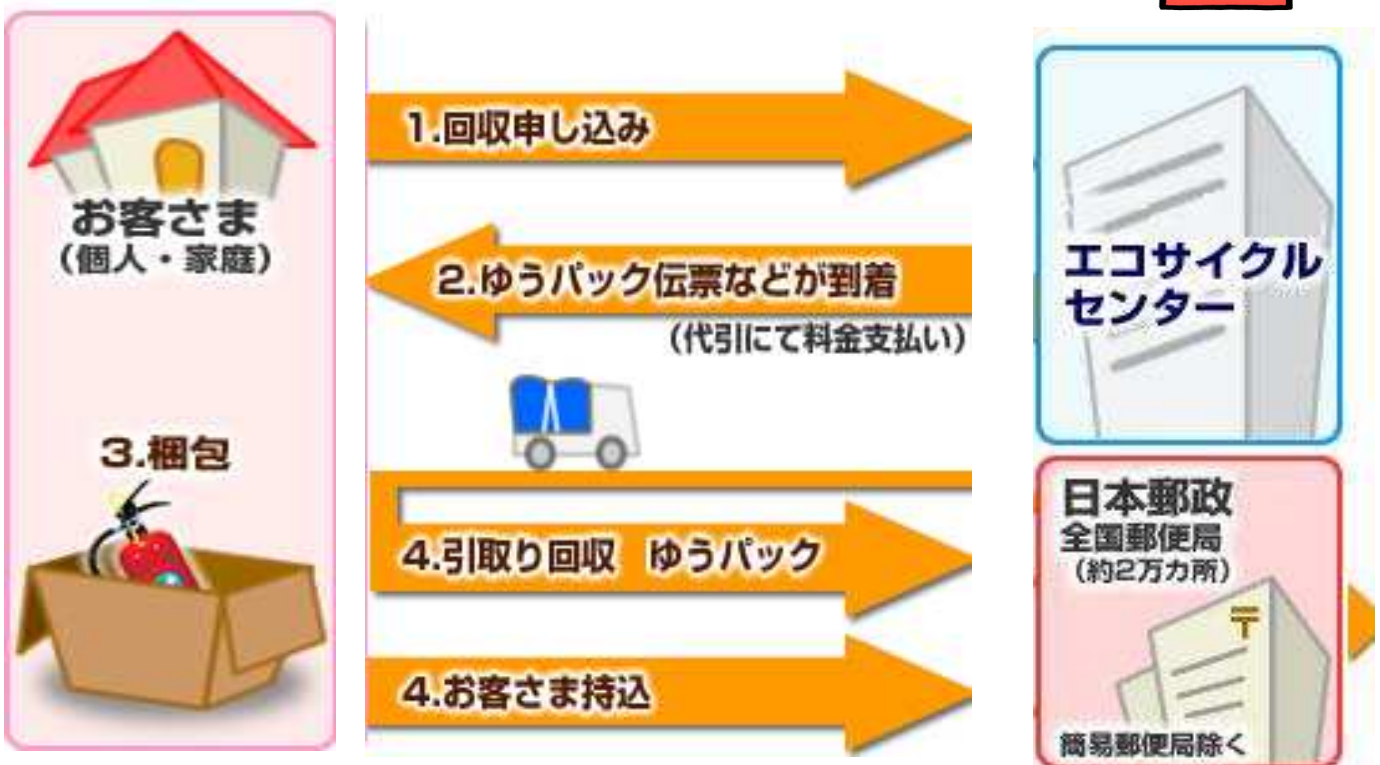 お客さま
(個人・家庭)
3.梱包
1.回収申し込み
2.ゆうパック伝票などが到着
(代引にて料金支払い)
4.引取り回収 ゆうパック
4.お客さま持込
エコサイクル
センター
日本郵政
全国郵便局
(約2万カ所)
〒
簡易郵便局除く